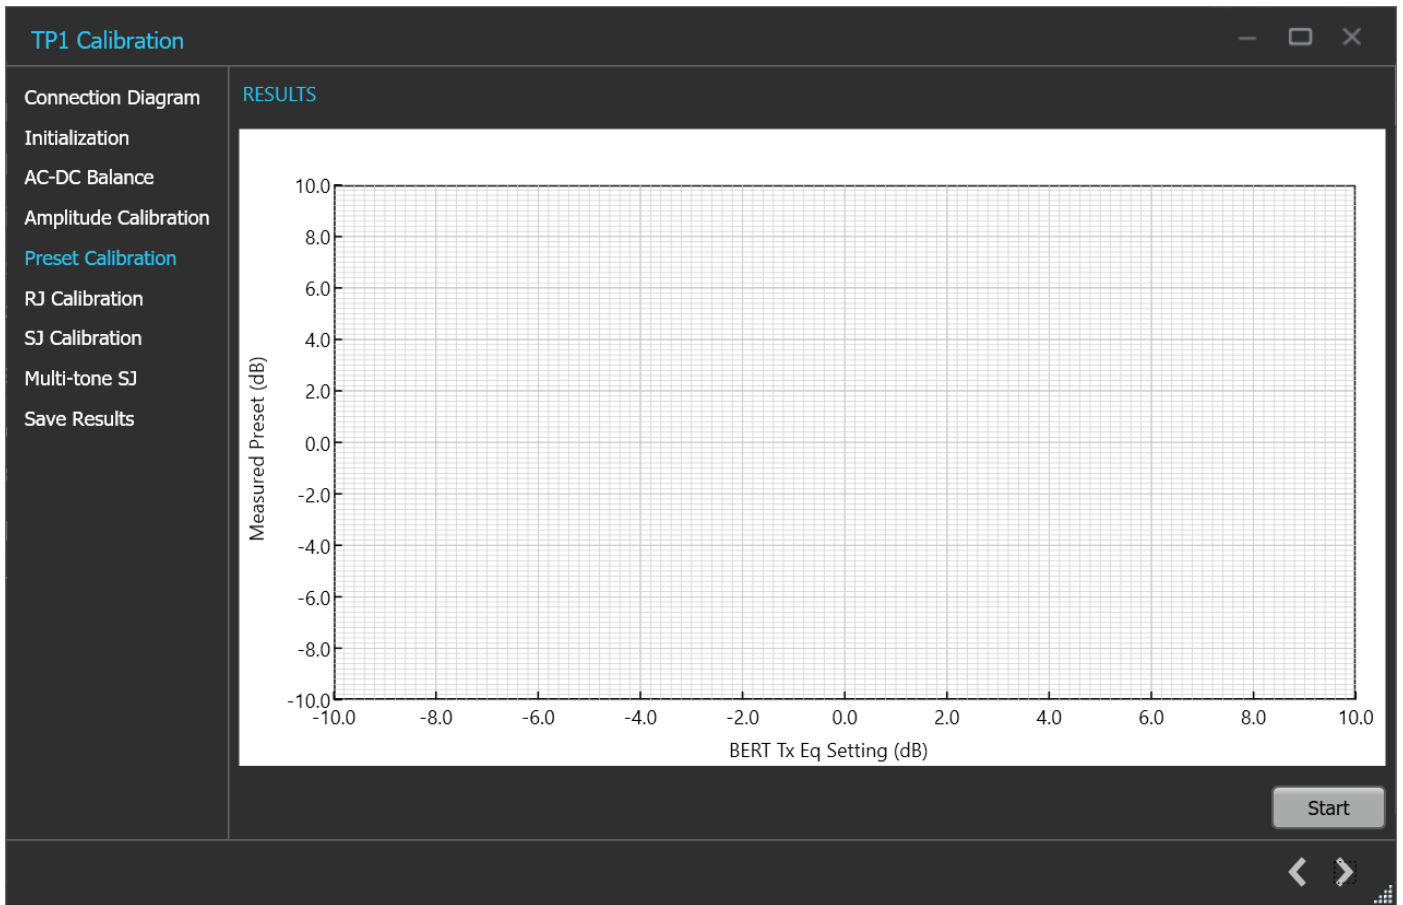 TP1 Calibration
Connection Diagram
Initialization
AC-DC Balance
Amplitude Calibration
Preset Calibration
RJ Calibration
SJ Calibration
Multi-tone SJ
Save Results
RESULTS
Measured Preset (dB)
10.0
8.0
6.0
4.0
2.0
0.0
-2.0
-4.0
-6.0
-8.0
-10.0
-10.0 -8.0 -6.0 -4.0 -2.0 0.0 2.0 4.0 6.0 8.0 10.0
BERT Tx Eq Setting (dB)
Start